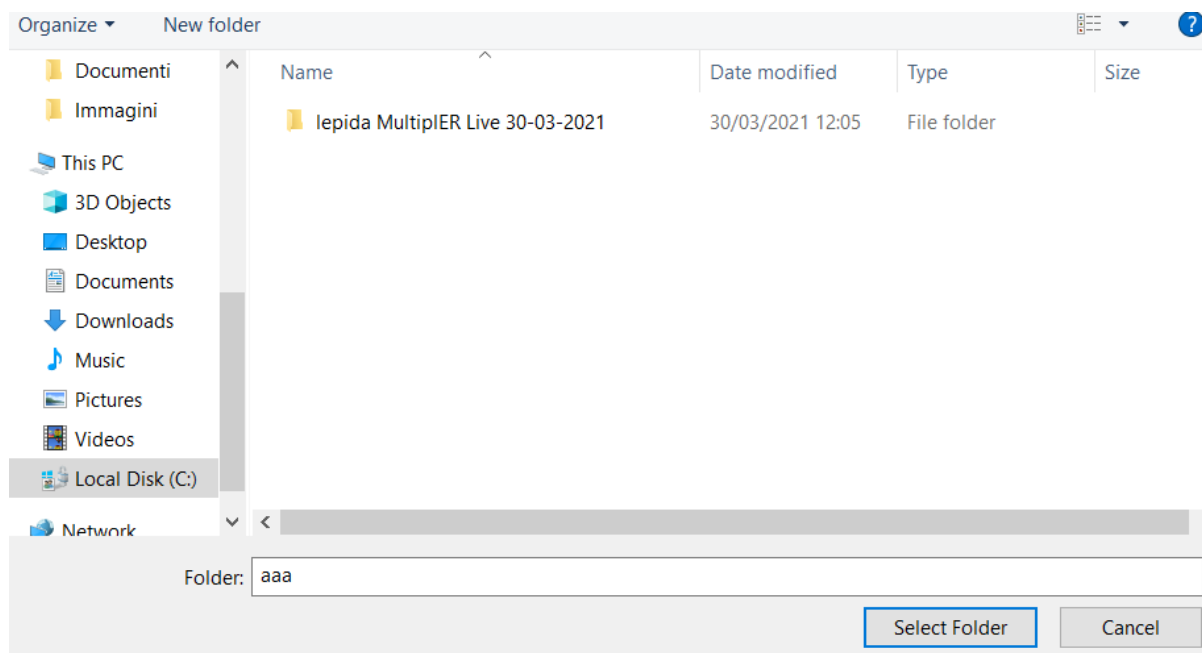 Organize New folder ?
Name Date modified Type Size
Documenti
Immagini
lepida MultiplER Live 30-03-2021 30/03/2021 12:05 File folder
This PC
3D Objects
Desktop
Documents
Downloads
Music
Pictures
Videos
Local Disk (C:)
Network
Folder: aaa
Select Folder Cancel